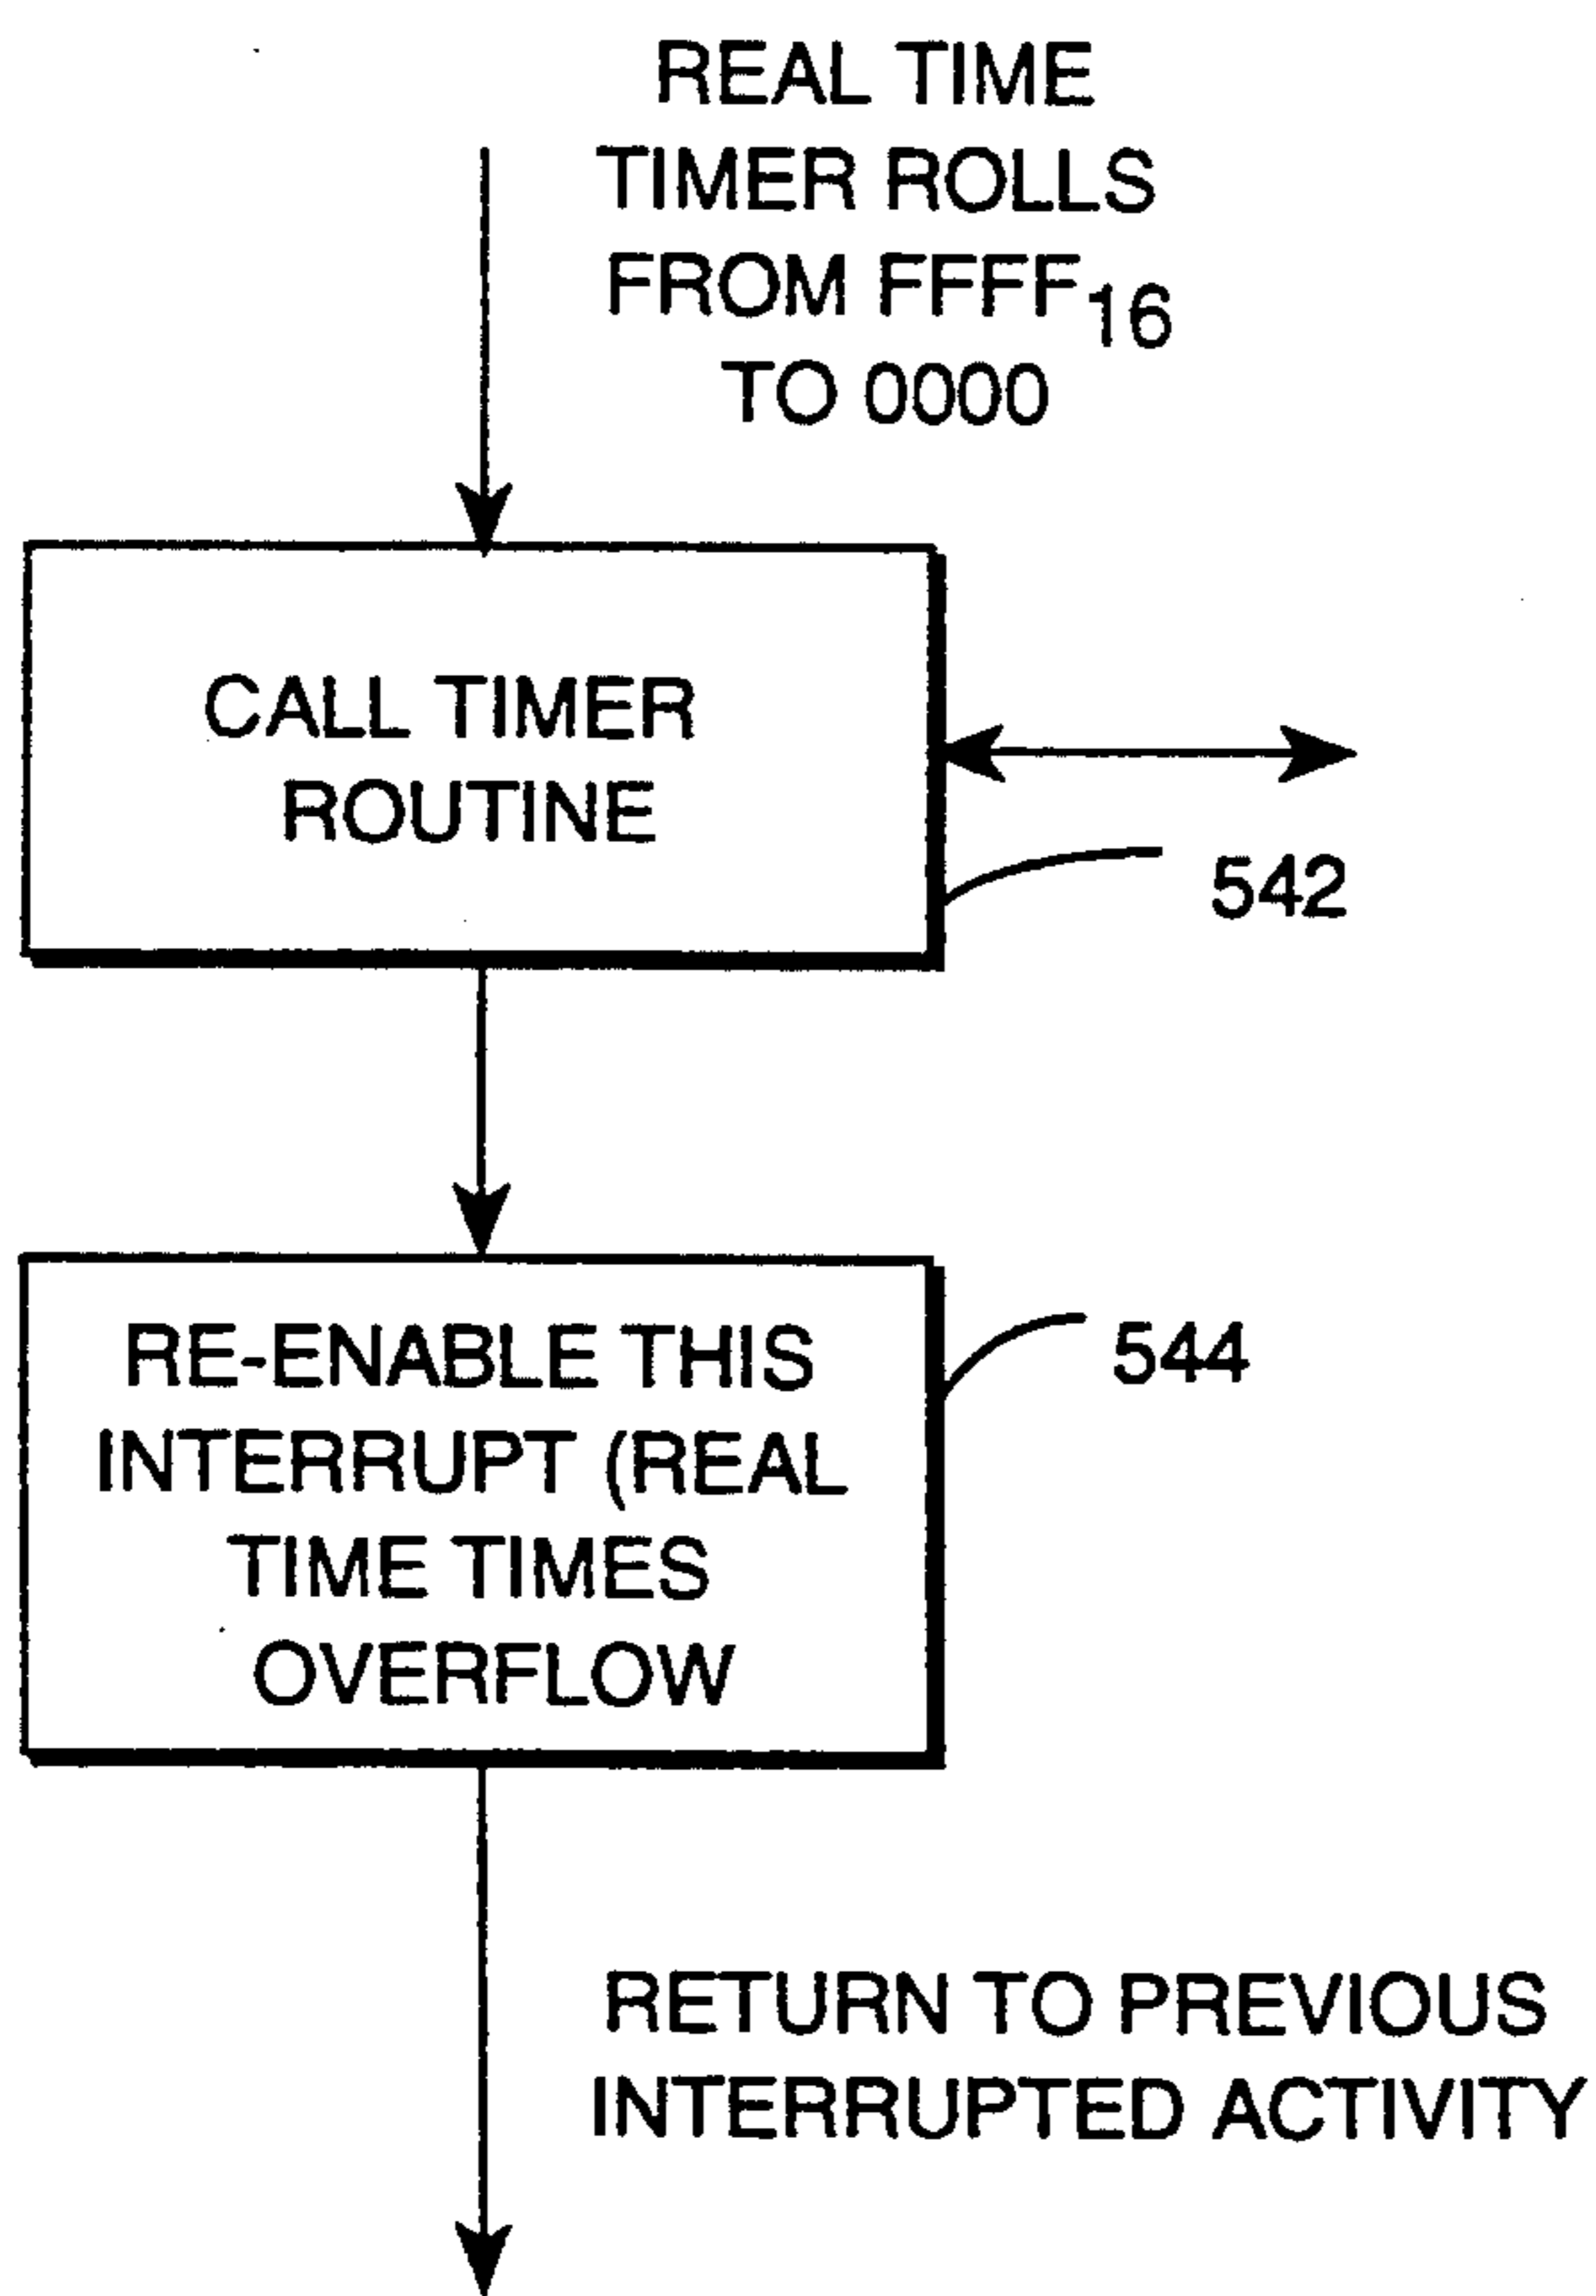 REAL TIME
TIMER ROLLS
FROM FFFF₁₆
TO 0000
CALL TIMER
ROUTINE
542
RE-ENABLE THIS
INTERRUPT (REAL
TIME TIMES
OVERFLOW
544
RETURN TO PREVIOUS
INTERRUPTED ACTIVITY